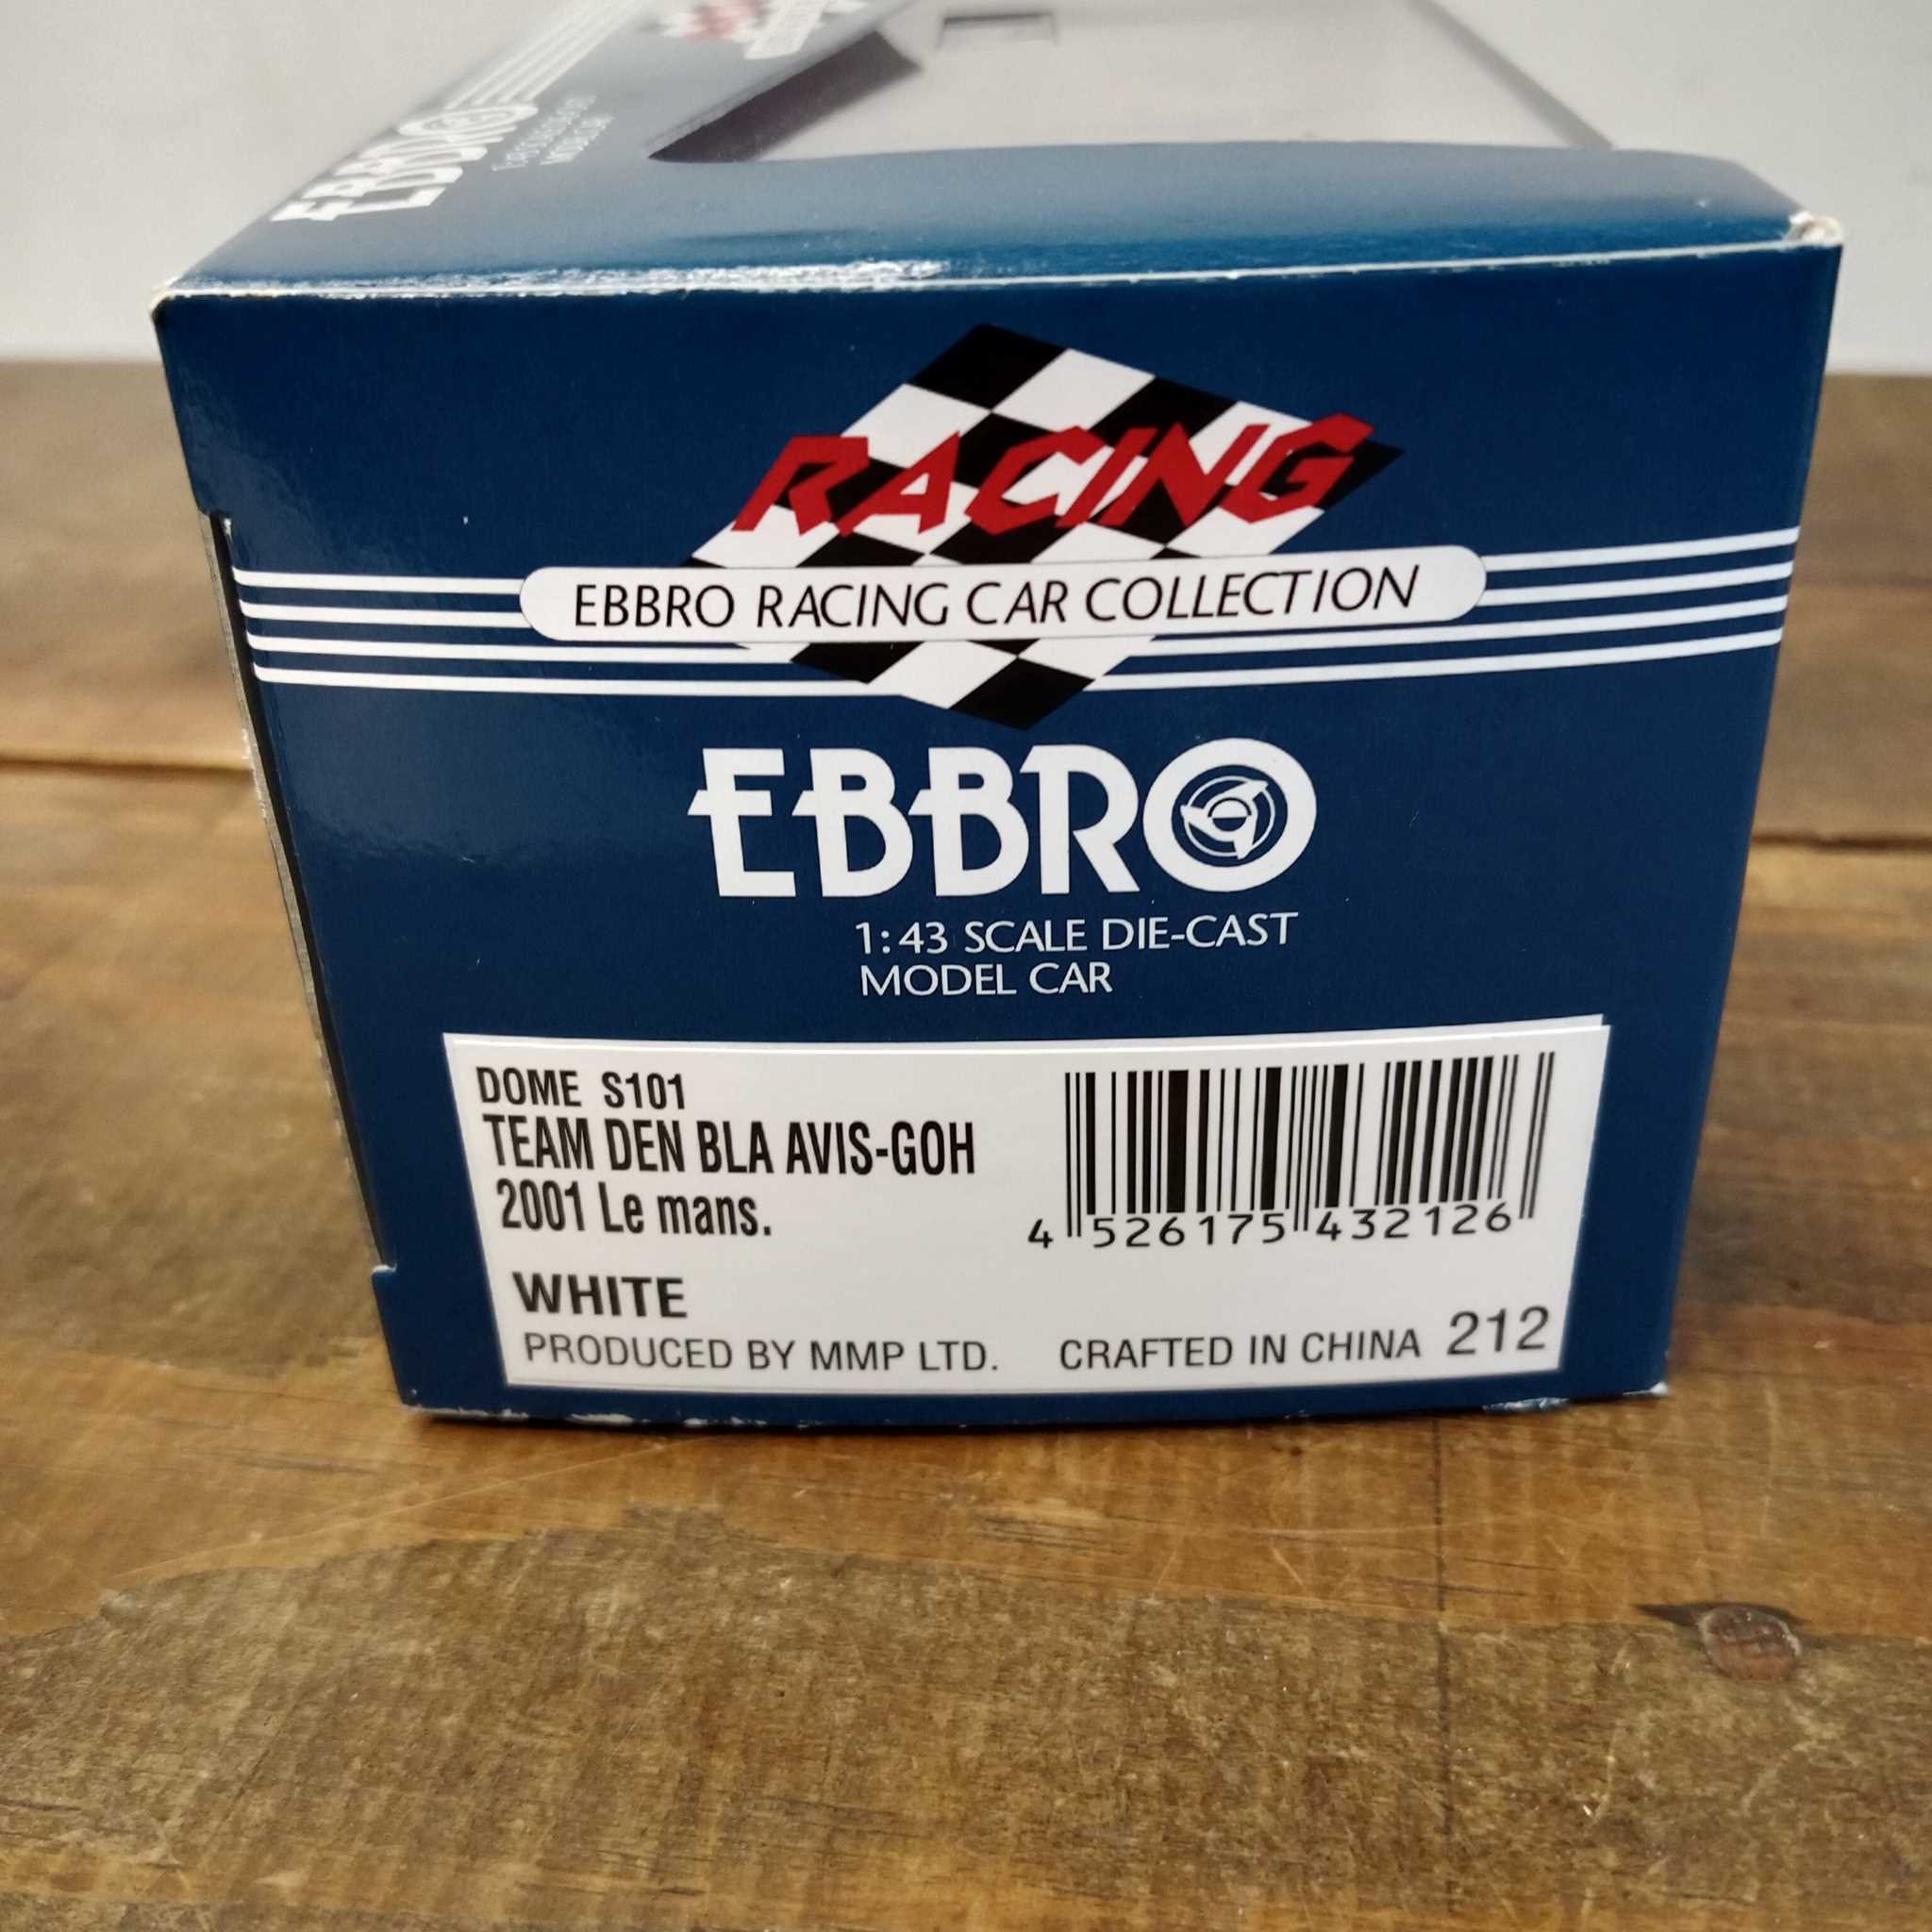 EBBRO
RACING
EBBRO RACING CAR COLLECTION
EBBRO
1:43 SCALE DIE-CAST
MODEL CAR
DOME S101
TEAM DEN BLA AVIS-GOH
2001 Le mans.
4 526175 432126
WHITE
PRODUCED BY MMP LTD. CRAFTED IN CHINA 212